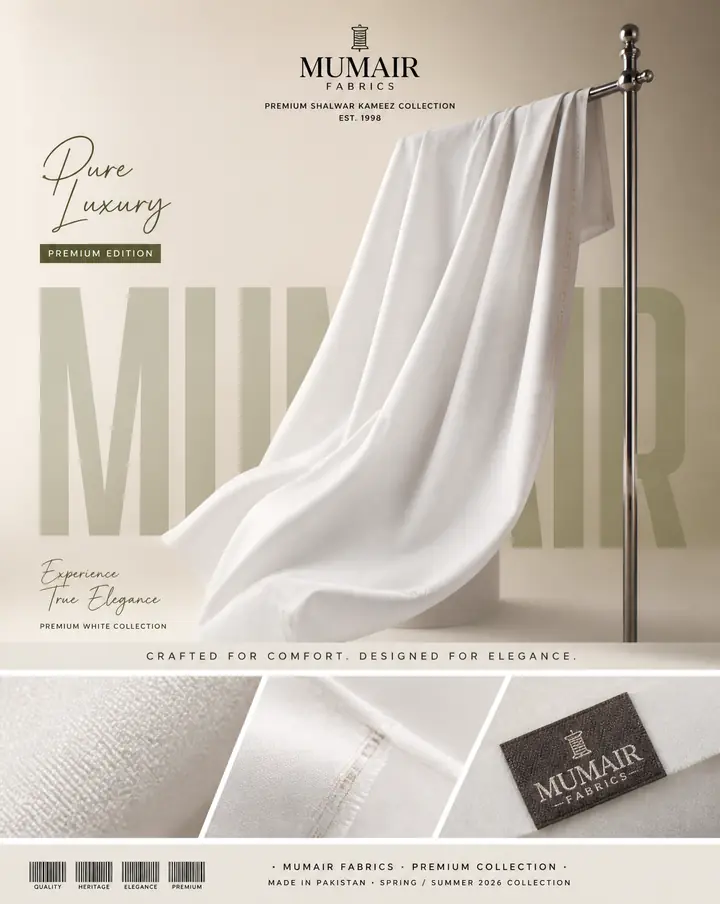 MUMAIR
FABRICS
PREMIUM SHALWAR KAMEEZ COLLECTION
EST. 1998
Pure
Luxury
PREMIUM EDITION
Experience
True Elegance
PREMIUM WHITE COLLECTION
CRAFTED FOR COMFORT. DESIGNED FOR ELEGANCE.
MUMAIR
FABRICS
QUALITY HERITAGE ELEGANCE PREMIUM
• MUMAIR FABRICS • PREMIUM COLLECTION •
MADE IN PAKISTAN • SPRING / SUMMER 2026 COLLECTION